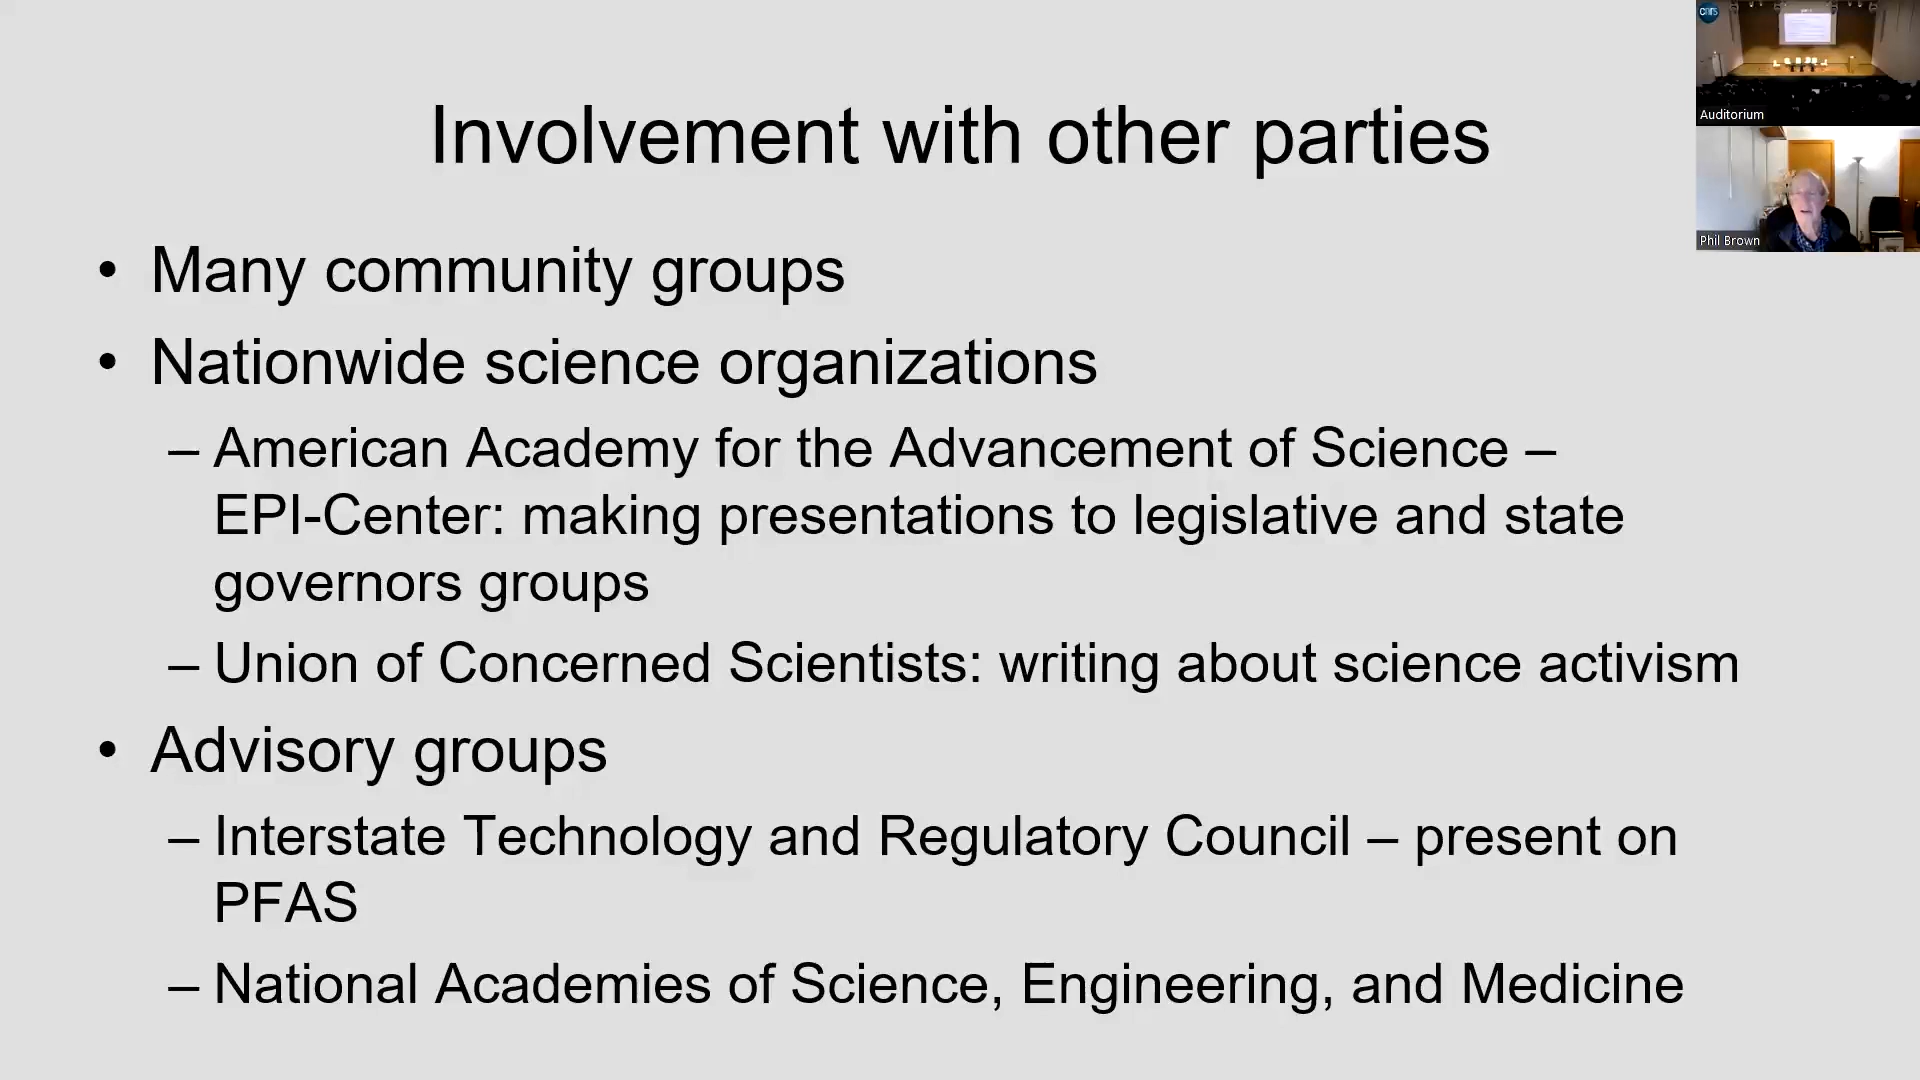 Involvement with other parties
• Many community groups
• Nationwide science organizations
– American Academy for the Advancement of Science –
EPI-Center: making presentations to legislative and state
governors groups
– Union of Concerned Scientists: writing about science activism
• Advisory groups
– Interstate Technology and Regulatory Council – present on
PFAS
– National Academies of Science, Engineering, and Medicine
cnrs
Auditorium
Phil Brown